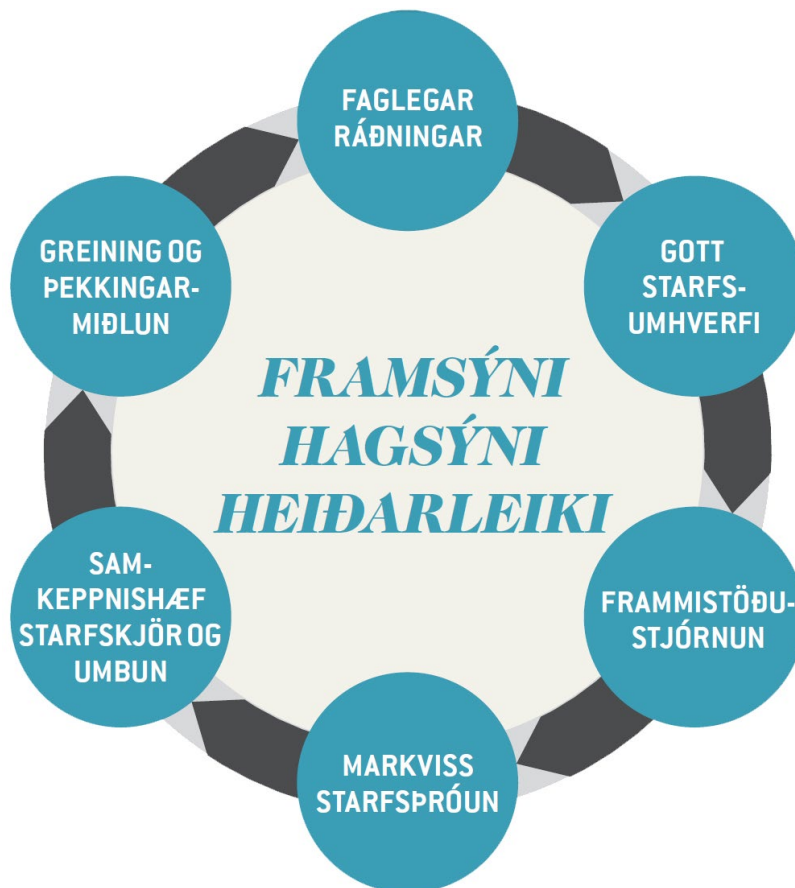 FAGLEGAR
RÁÐNINGAR
GOTT
STARFS-
UMHVERFI
FRAMMISTÖÐU-
STJÓRNUN
MARKVISS
STARFSÞRÓUN
SAM-
KEPPNISHÆF
STARFSKJÖR OG
UMBUN
GREINING OG
ÞEKKINGAR-
MIÐLUN
FRAMSÝNI
HAGSÝNI
HEIÐARLEIKI